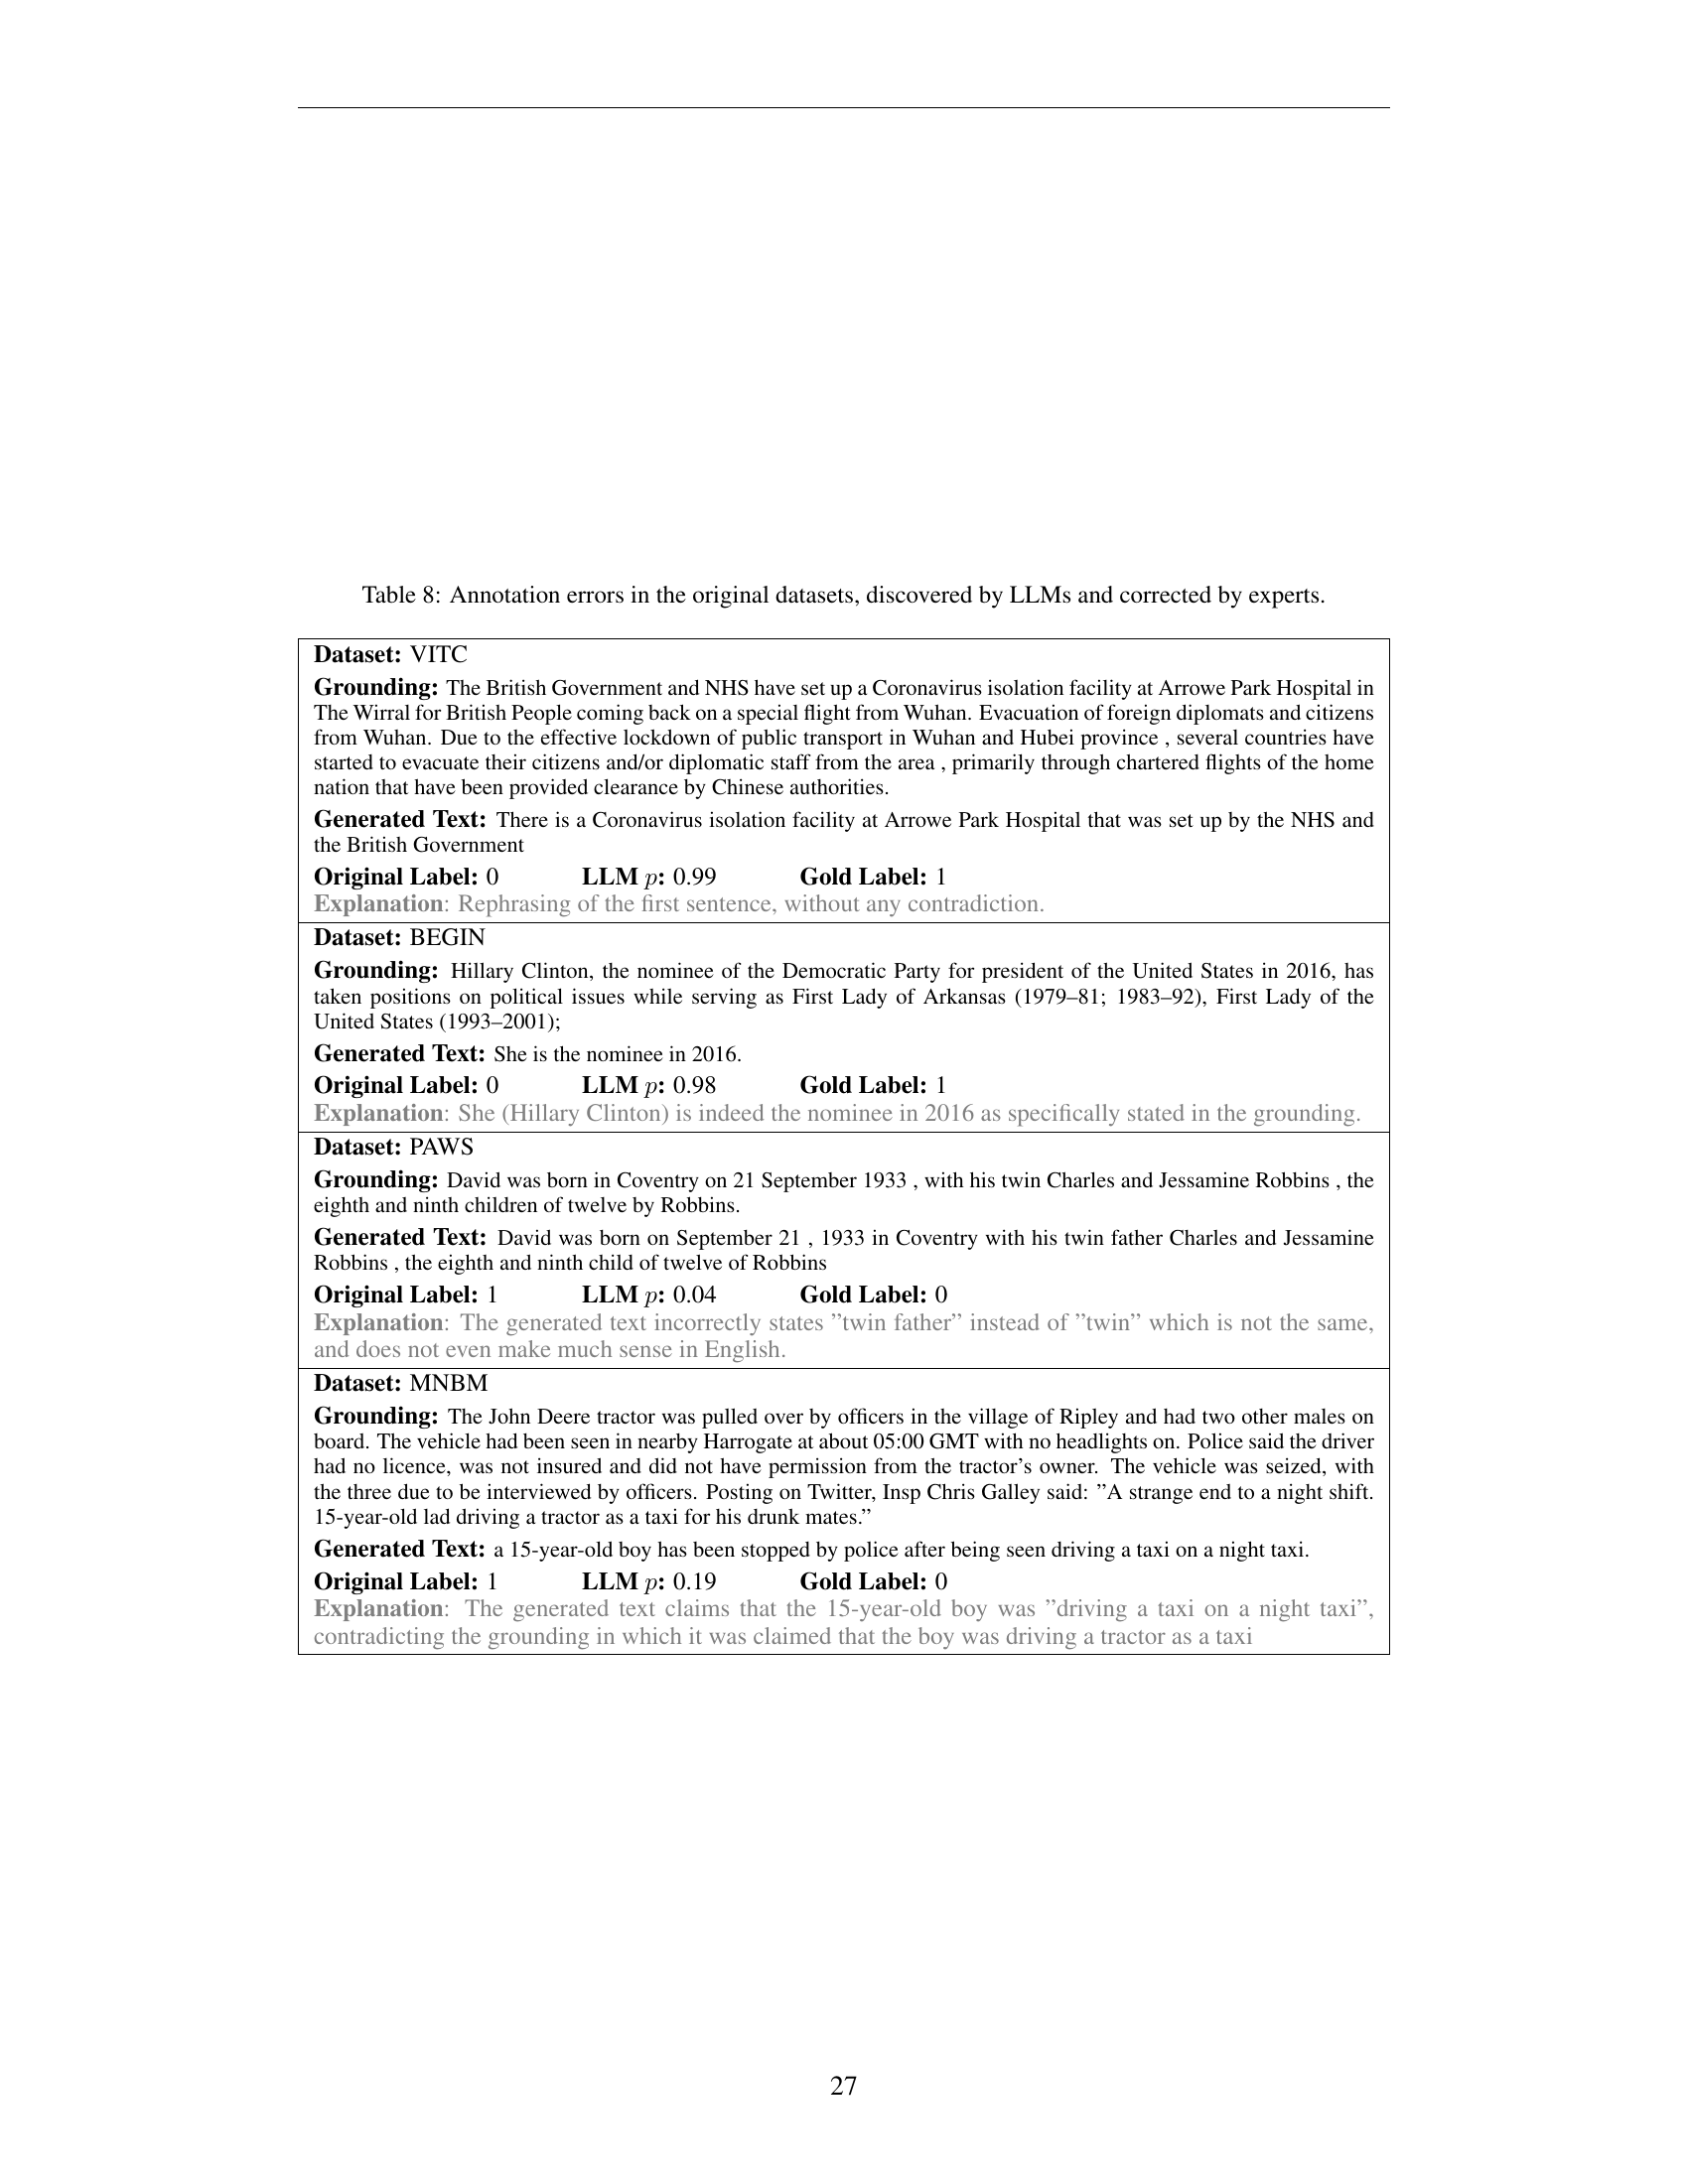 Table 8: Annotation errors in the original datasets, discovered by LLMs and corrected by experts.
Dataset: VITC
Grounding: The British Government and NHS have set up a Coronavirus isolation facility at Arrowe Park Hospital in
The Wirral for British People coming back on a special flight from Wuhan. Evacuation of foreign diplomats and citizens
from Wuhan. Due to the effective lockdown of public transport in Wuhan and Hubei province , several countries have
started to evacuate their citizens and/or diplomatic staff from the area , primarily through chartered flights of the home
nation that have been provided clearance by Chinese authorities.
Generated Text: There is a Coronavirus isolation facility at Arrowe Park Hospital that was set up by the NHS and
the British Government
Original Label: 0 LLM p: 0.99 Gold Label: 1
Explanation: Rephrasing of the first sentence, without any contradiction.
Dataset: BEGIN
Grounding: Hillary Clinton, the nominee of the Democratic Party for president of the United States in 2016, has
taken positions on political issues while serving as First Lady of Arkansas (1979–81; 1983–92), First Lady of the
United States (1993–2001);
Generated Text: She is the nominee in 2016.
Original Label: 0 LLM p: 0.98 Gold Label: 1
Explanation: She (Hillary Clinton) is indeed the nominee in 2016 as specifically stated in the grounding.
Dataset: PAWS
Grounding: David was born in Coventry on 21 September 1933 , with his twin Charles and Jessamine Robbins , the
eighth and ninth children of twelve by Robbins.
Generated Text: David was born on September 21 , 1933 in Coventry with his twin father Charles and Jessamine
Robbins , the eighth and ninth child of twelve of Robbins
Original Label: 1 LLM p: 0.04 Gold Label: 0
Explanation: The generated text incorrectly states ”twin father” instead of ”twin” which is not the same,
and does not even make much sense in English.
Dataset: MNBM
Grounding: The John Deere tractor was pulled over by officers in the village of Ripley and had two other males on
board. The vehicle had been seen in nearby Harrogate at about 05:00 GMT with no headlights on. Police said the driver
had no licence, was not insured and did not have permission from the tractor’s owner. The vehicle was seized, with
the three due to be interviewed by officers. Posting on Twitter, Insp Chris Galley said: ”A strange end to a night shift.
15-year-old lad driving a tractor as a taxi for his drunk mates.”
Generated Text: a 15-year-old boy has been stopped by police after being seen driving a taxi on a night taxi.
Original Label: 1 LLM p: 0.19 Gold Label: 0
Explanation: The generated text claims that the 15-year-old boy was ”driving a taxi on a night taxi”,
contradicting the grounding in which it was claimed that the boy was driving a tractor as a taxi
27